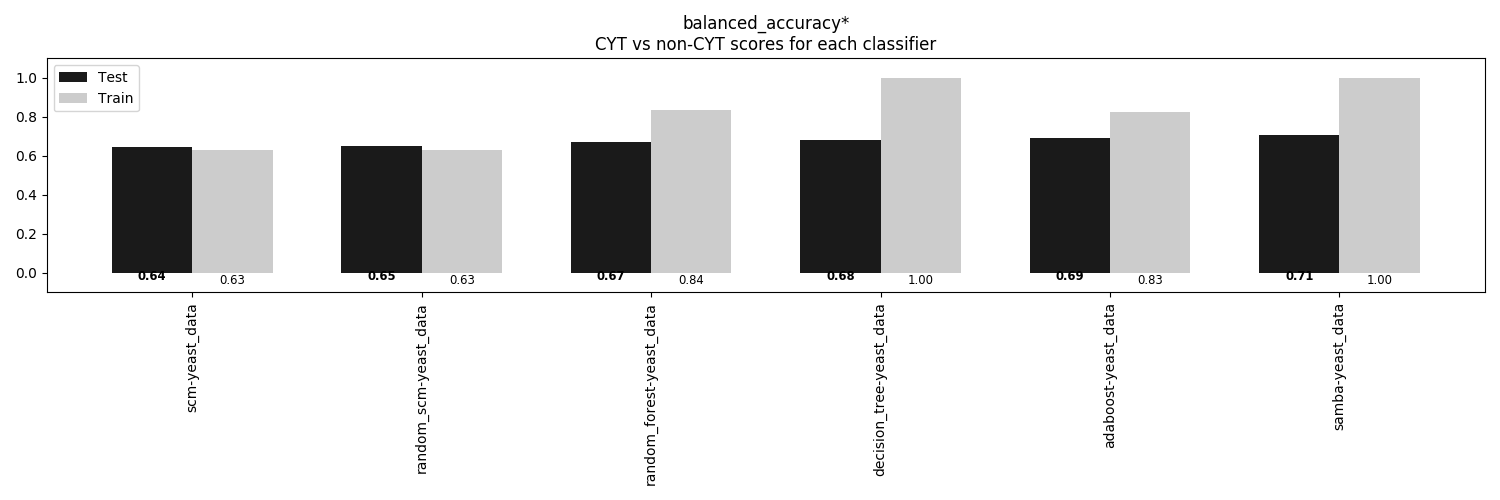 balanced_accuracy*
CYT vs non-CYT scores for each classifier
Test
Train
1.0
0.8
0.6
0.4
0.2
0.0
0.64
0.63
0.65
0.63
0.67
0.84
0.68
1.00
0.69
0.83
0.71
1.00
scm-yeast_data
random_scm-yeast_data
random_forest-yeast_data
decision_tree-yeast_data
adaboost-yeast_data
samba-yeast_data